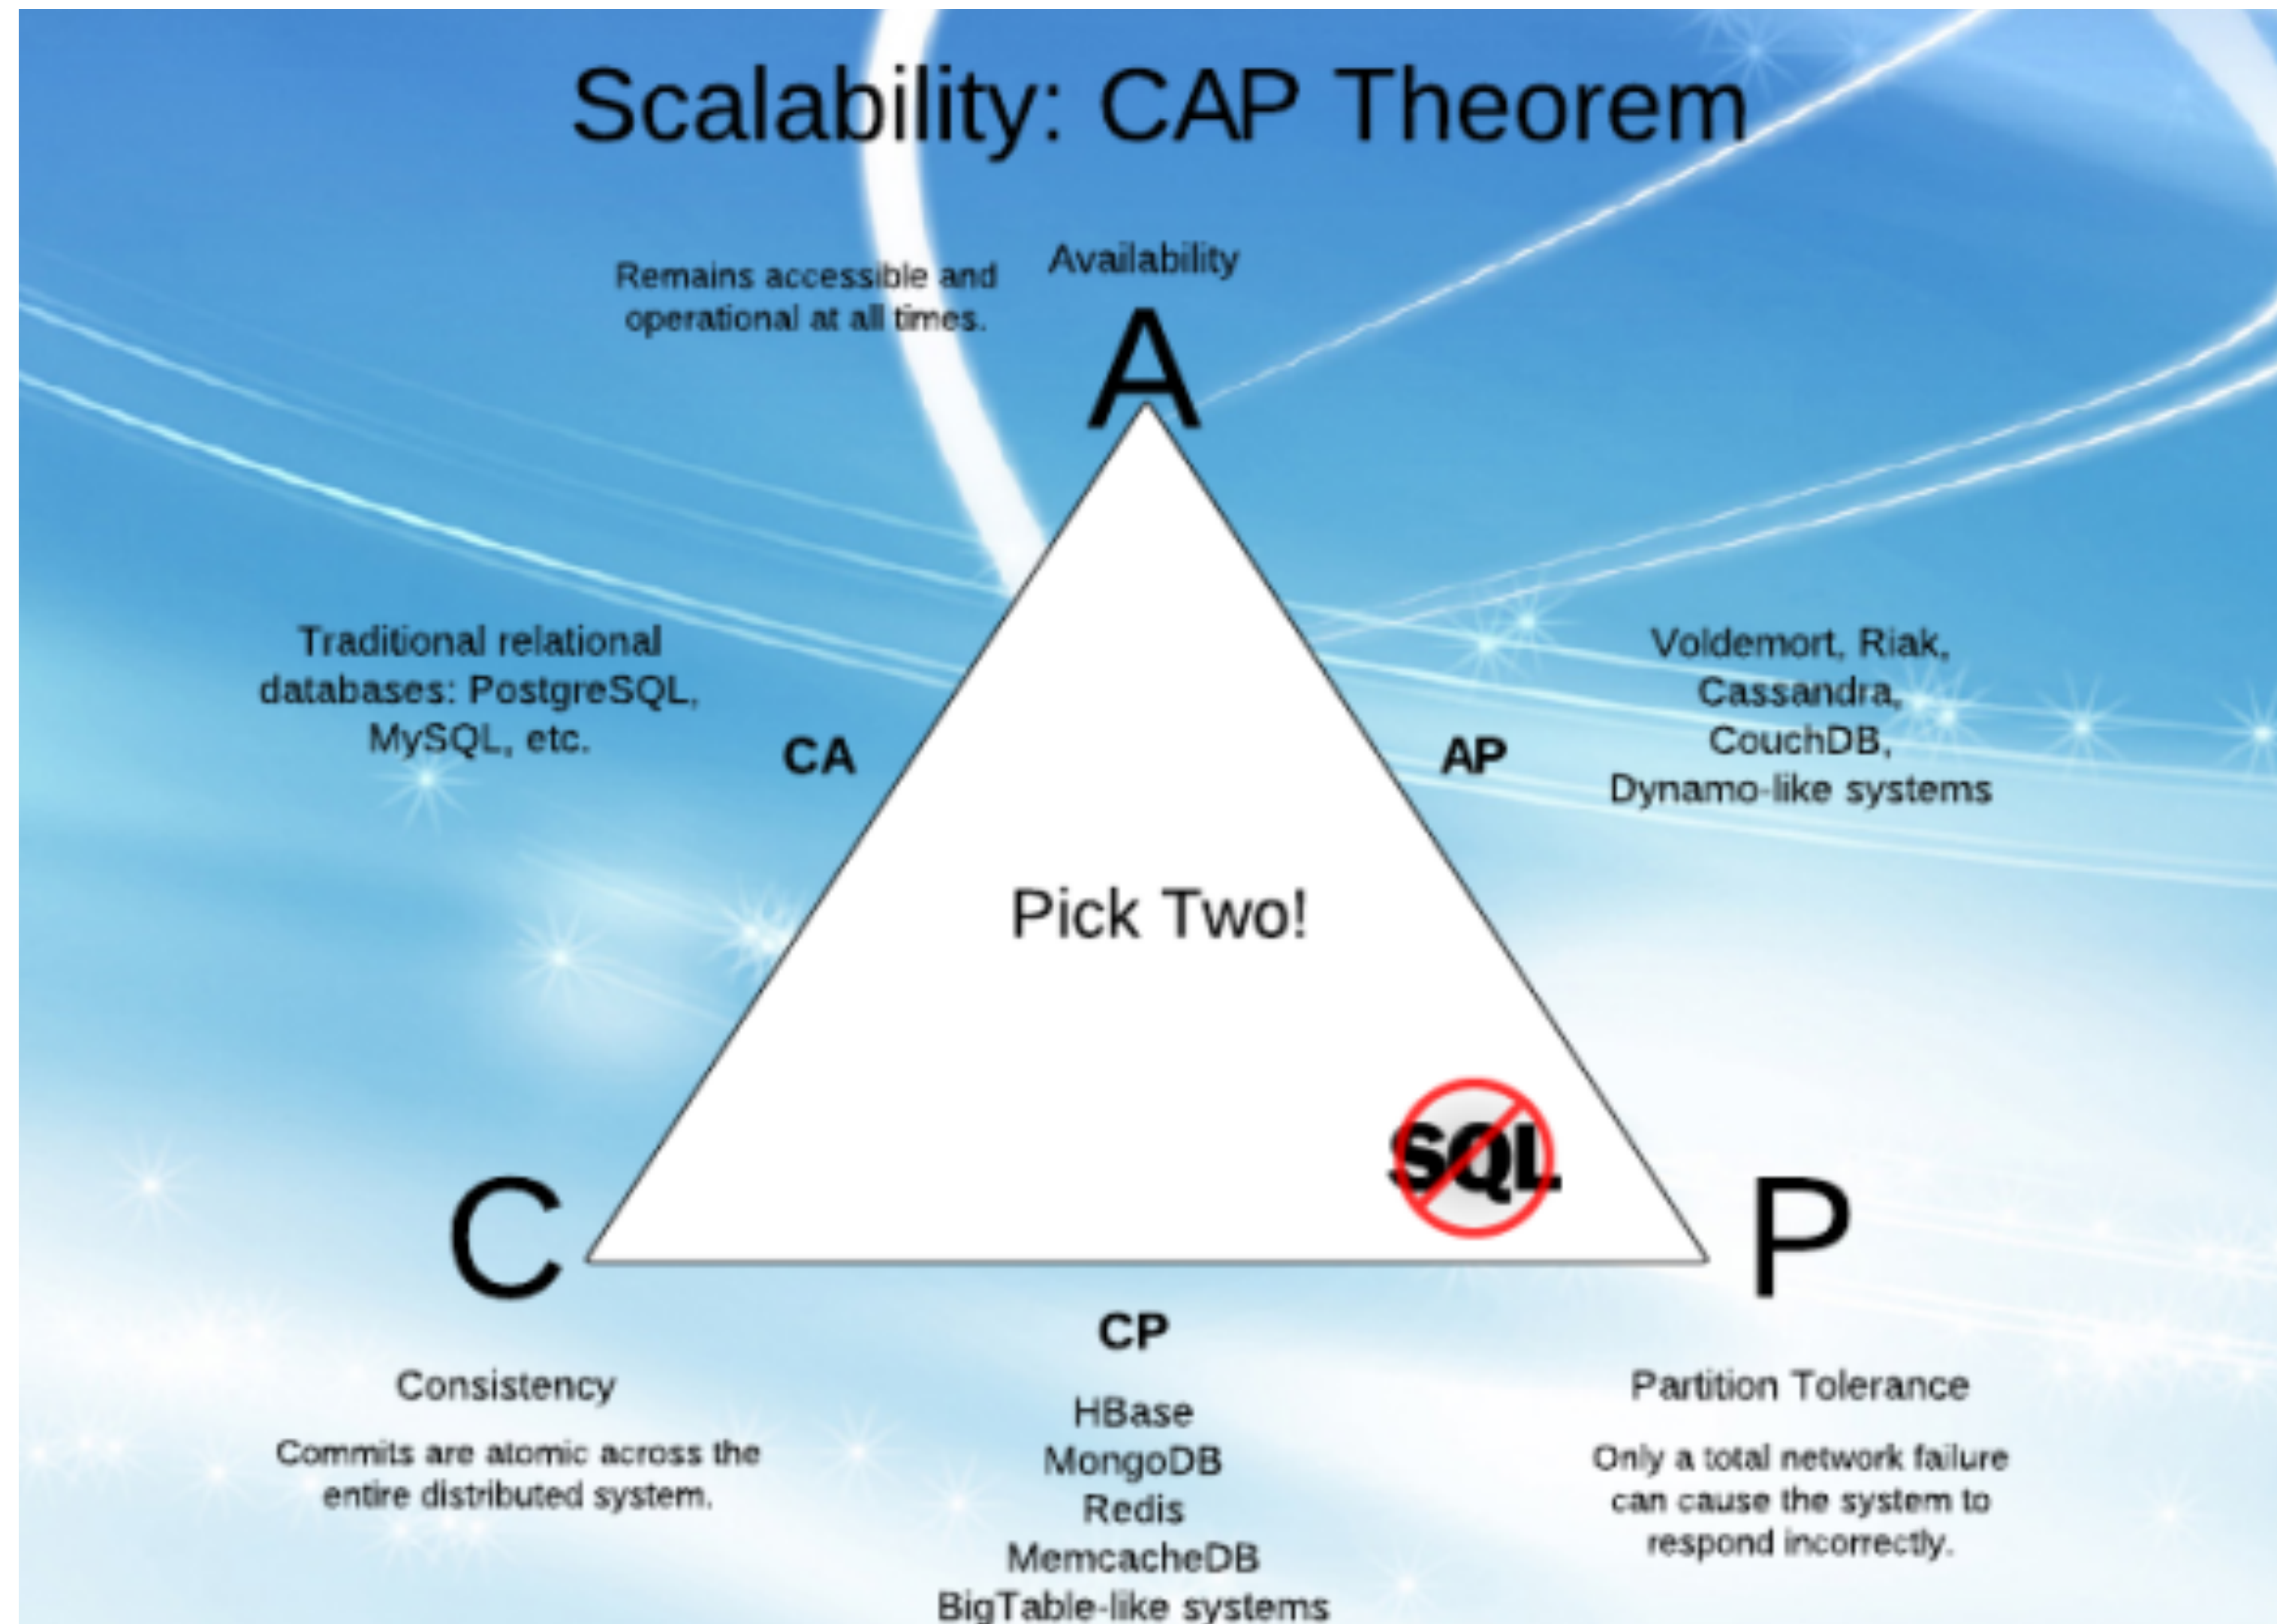 Scalability: CAP Theorem
Availability
Remains accessible and
operational at all times.
A
Traditional relational
databases: PostgreSQL,
MySQL, etc.
CA
AP
Voldemort, Riak,
Cassandra,
CouchDB,
Dynamo-like systems
Pick Two!
SQL
C
P
CP
Consistency
Commits are atomic across the
entire distributed system.
HBase
MongoDB
Redis
MemcacheDB
BigTable-like systems
Partition Tolerance
Only a total network failure
can cause the system to
respond incorrectly.